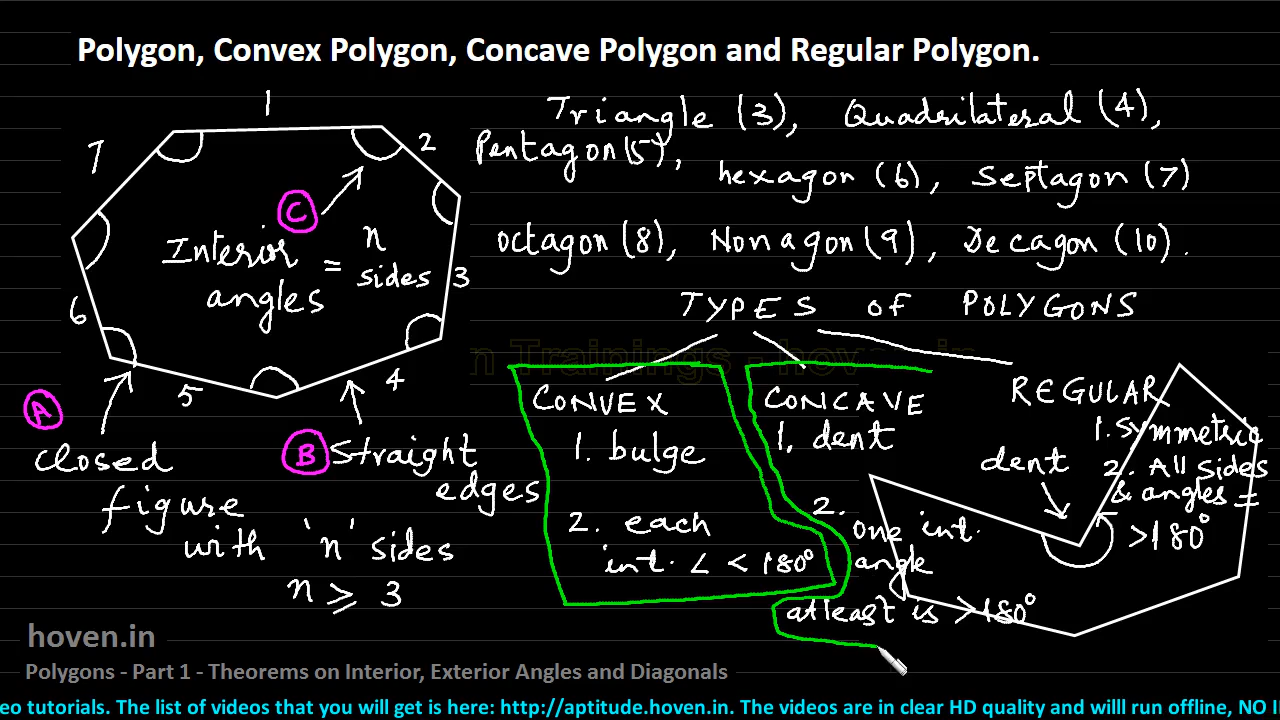 Polygon, Convex Polygon, Concave Polygon and Regular Polygon.
1
2
3
4
5
6
7
C
Interior angles = n sides
A
closed
figure
with 'n' sides
n ≥ 3
B
Straight
edges
Triangle (3), Quadrilateral (4),
Pentagon (5),
hexagon (6), Septagon (7)
octagon (8), Nonagon (9), Decagon (10).
TYPES of POLYGONS
CONVEX
1. bulge
2. each
int. ∠ < 180°
CONCAVE
1. dent
2.
one int.
angle
atleast is > 180°
REGULAR
1. Symmetric
2. All sides
& angles =
dent
>180°
Trainings - hoven.in
hoven.in
Polygons - Part 1 - Theorems on Interior, Exterior Angles and Diagonals
eo tutorials. The list of videos that you will get is here: http://aptitude.hoven.in. The videos are in clear HD quality and willl run offline, NO